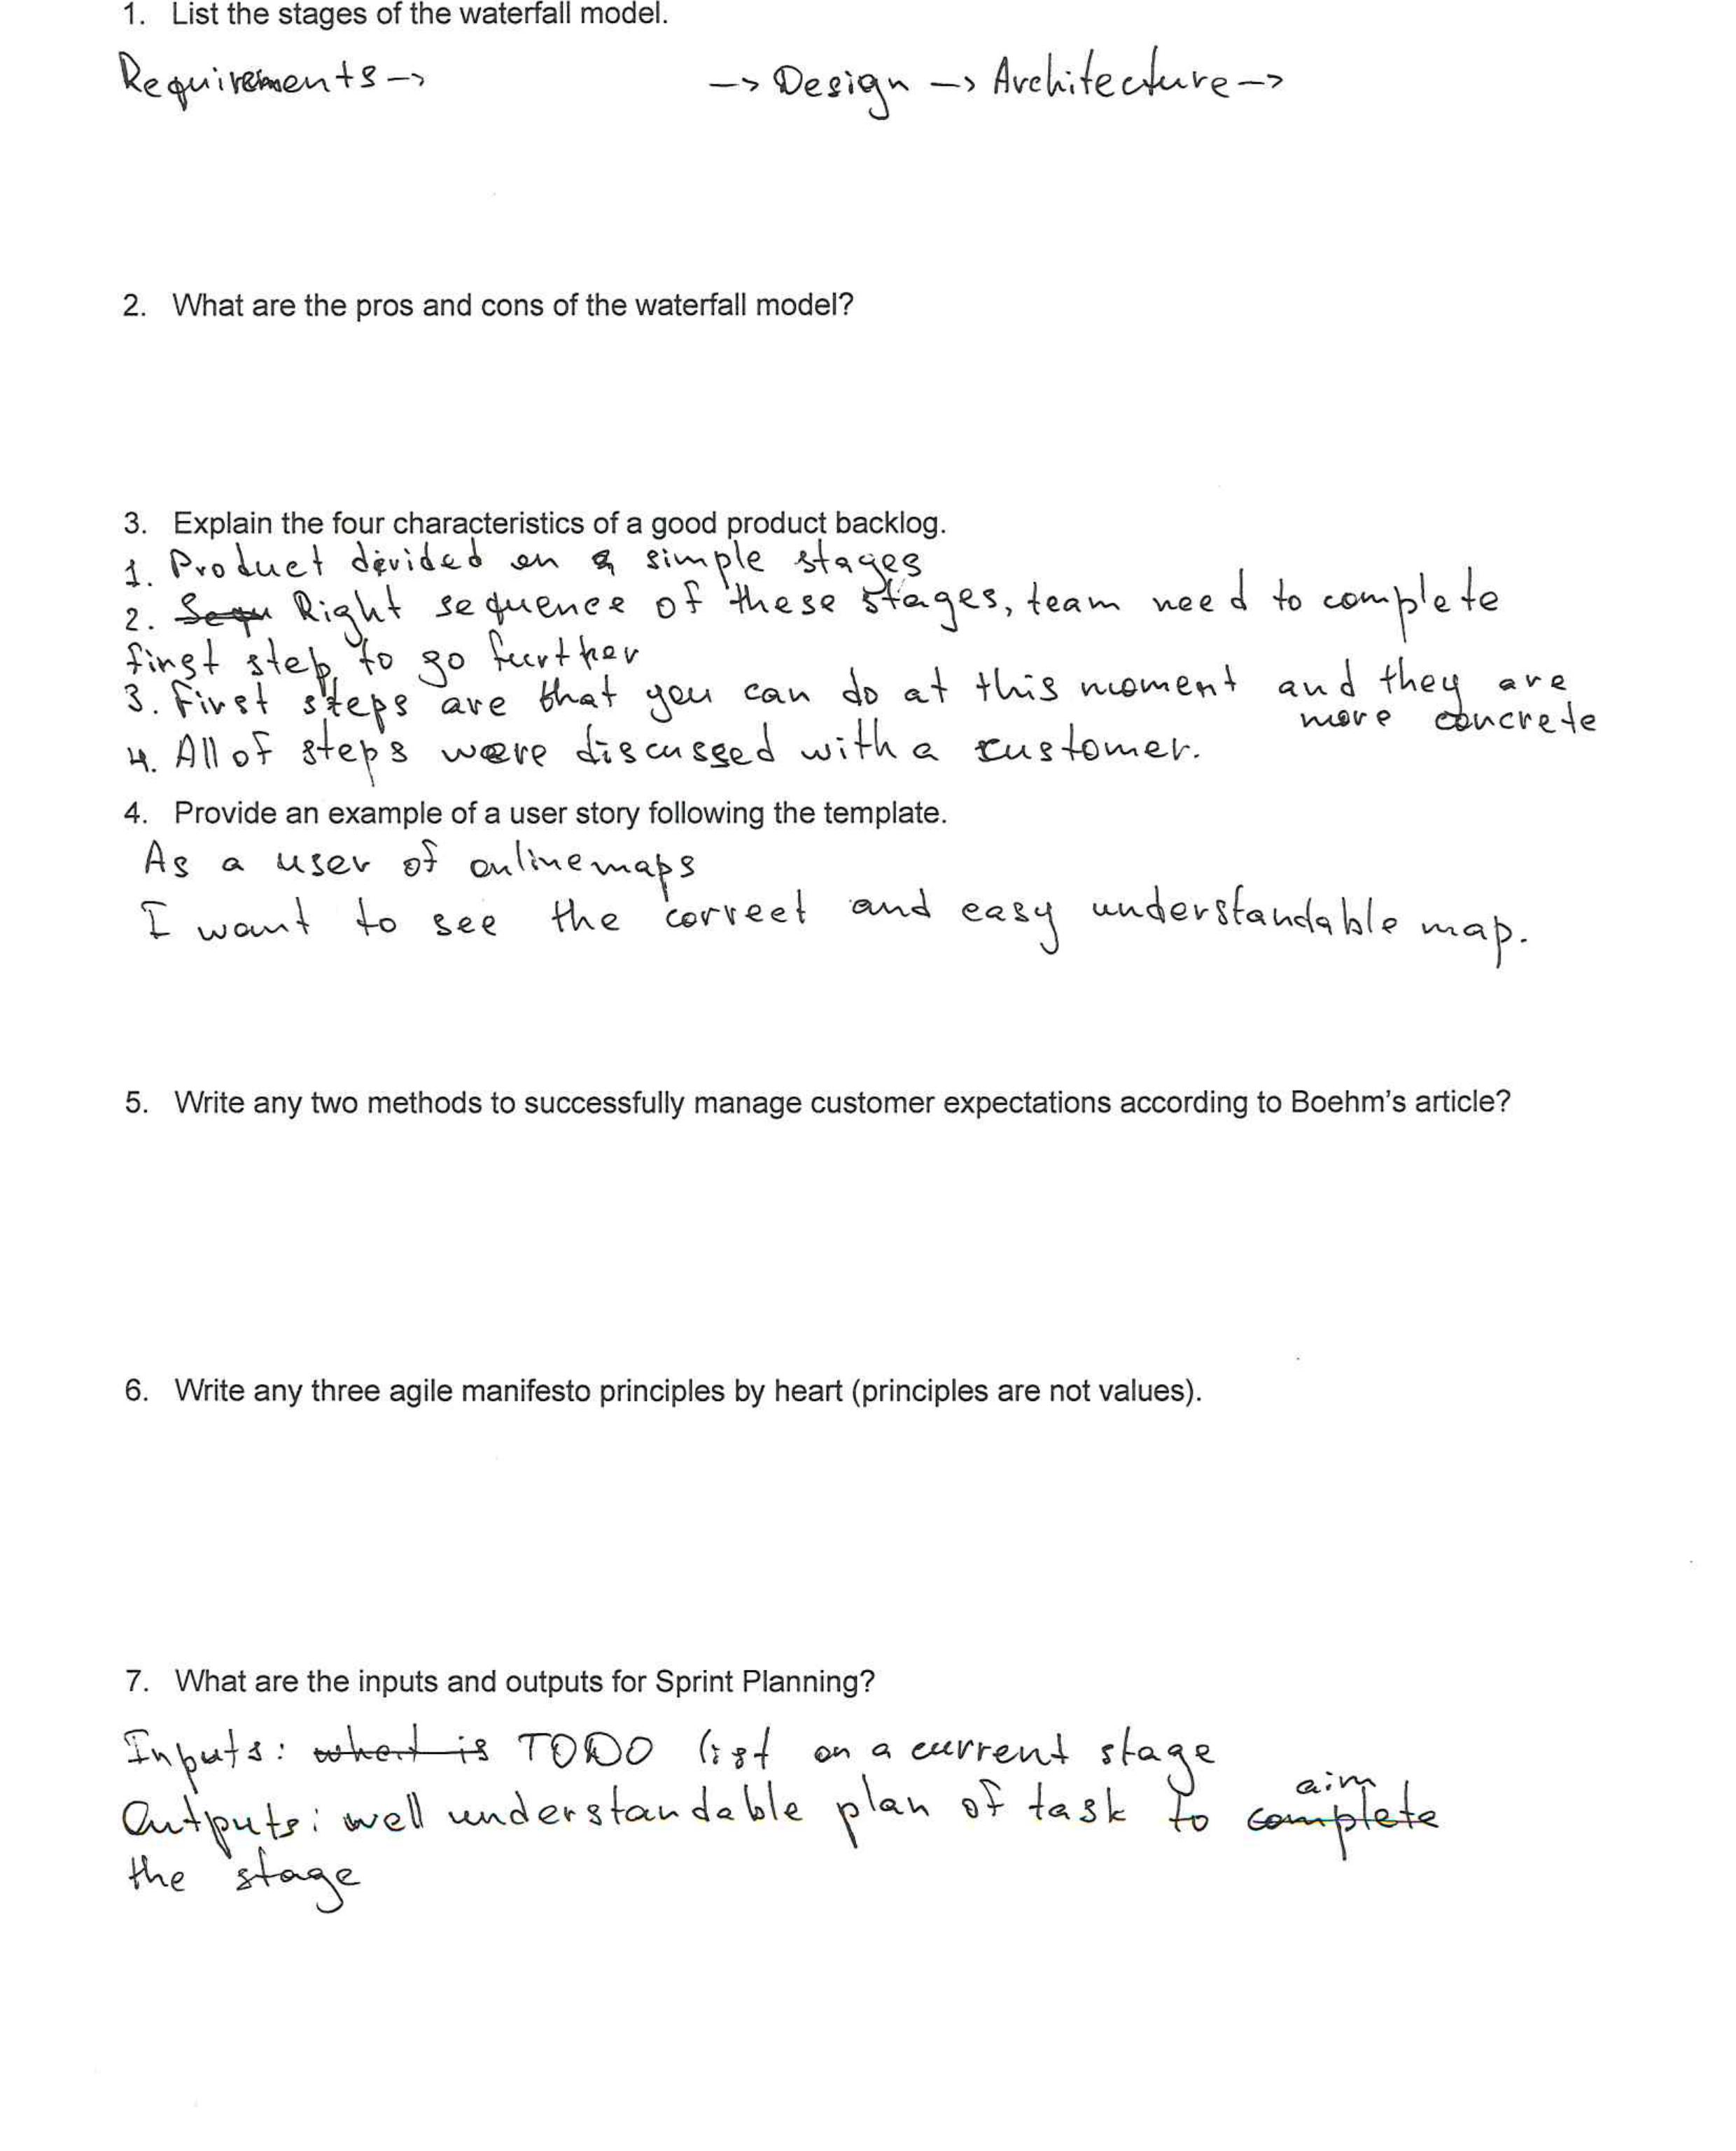 1. List the stages of the waterfall model.
Requirements -> -> Design -> Architecture ->
2. What are the pros and cons of the waterfall model?
3. Explain the four characteristics of a good product backlog.
1. Product divided on a simple stages
2. Sequ Right sequence of these stages, team need to complete
first step to go further
3. First steps are that you can do at this moment and they are
more concrete
4. All of steps were discussed with a customer.
4. Provide an example of a user story following the template.
As a user of online maps
I want to see the correct and easy understandable map.
5. Write any two methods to successfully manage customer expectations according to Boehm's article?
6. Write any three agile manifesto principles by heart (principles are not values).
7. What are the inputs and outputs for Sprint Planning?
Inputs: what is TODO list on a current stage
aim
Outputs: well understandable plan of task to complete
the stage